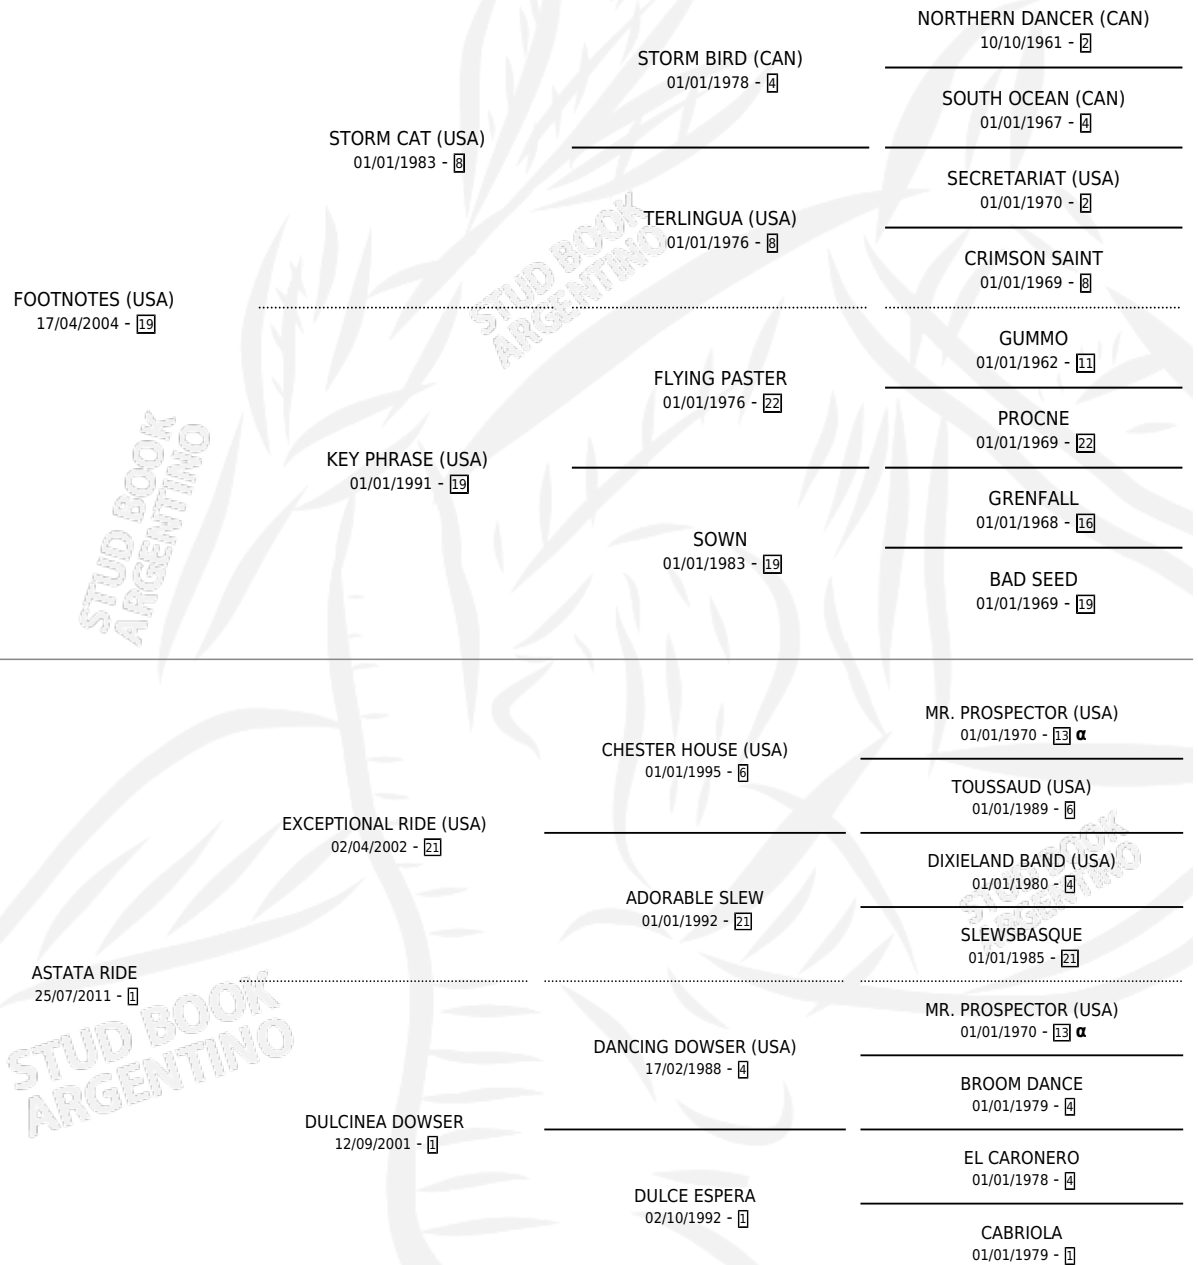 NORTHERN DANCER (CAN)
10/10/1961 - 2
STORM BIRD (CAN)
01/01/1978 - 4
SOUTH OCEAN (CAN)
01/01/1967 - 4
STORM CAT (USA)
01/01/1983 - 8
SECRETARIAT (USA)
01/01/1970 - 2
TERLINGUA (USA)
01/01/1976 - 8
CRIMSON SAINT
01/01/1969 - 8
FOOTNOTES (USA)
17/04/2004 - 19
GUMMO
01/01/1962 - 11
FLYING PASTER
01/01/1976 - 22
PROCNE
01/01/1969 - 22
KEY PHRASE (USA)
01/01/1991 - 19
GRENFALL
01/01/1968 - 16
SOWN
01/01/1983 - 19
BAD SEED
01/01/1969 - 19
MR. PROSPECTOR (USA)
01/01/1970 - 13 α
CHESTER HOUSE (USA)
01/01/1995 - 6
TOUSSAUD (USA)
01/01/1989 - 6
EXCEPTIONAL RIDE (USA)
02/04/2002 - 21
DIXIELAND BAND (USA)
01/01/1980 - 4
ADORABLE SLEW
01/01/1992 - 21
SLEWSBASQUE
01/01/1985 - 21
ASTATA RIDE
25/07/2011 - 1
MR. PROSPECTOR (USA)
01/01/1970 - 13 α
DANCING DOWSER (USA)
17/02/1988 - 4
BROOM DANCE
01/01/1979 - 4
DULCINEA DOWSER
12/09/2001 - 1
EL CARONERO
01/01/1978 - 4
DULCE ESPERA
02/10/1992 - 1
CABRIOLA
01/01/1979 - 1
STUD BOOK
ARGENTINO
STUD BOOK
ARGENTINO
STUD BOOK
ARGENTINO
STUD BOOK
ARGENTINO